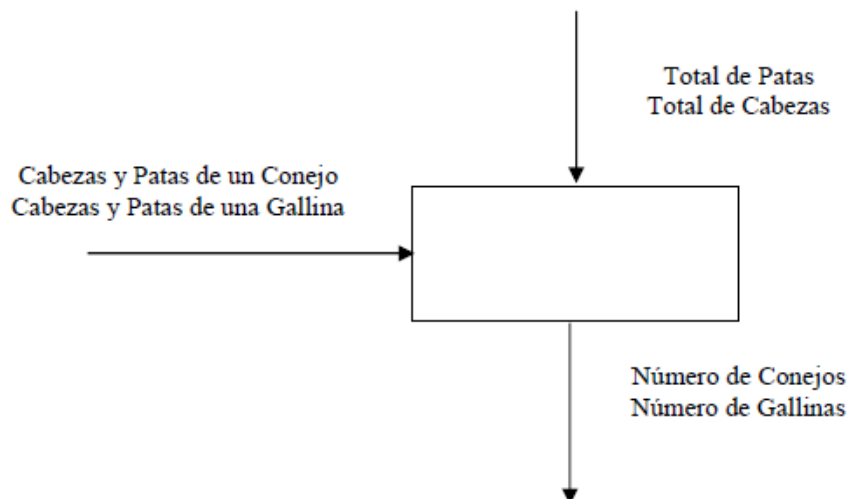 Total de Patas
Total de Cabezas
Cabezas y Patas de un Conejo
Cabezas y Patas de una Gallina
Número de Conejos
Número de Gallinas